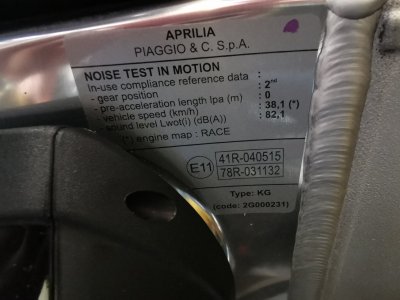 APRILIA
PIAGGIO & C. S.p.A.
NOISE TEST IN MOTION
In-use compliance reference data :
- gear position : 2nd
- pre-acceleration length lpa (m) : 0
- vehicle speed (km/h) : 38,1 (*)
- sound level Lwot(i) (dB(A)) : 82,1
(*) engine map : RACE
E11
41R-040515
78R-031132
Type: KG
(code: 2G000231)